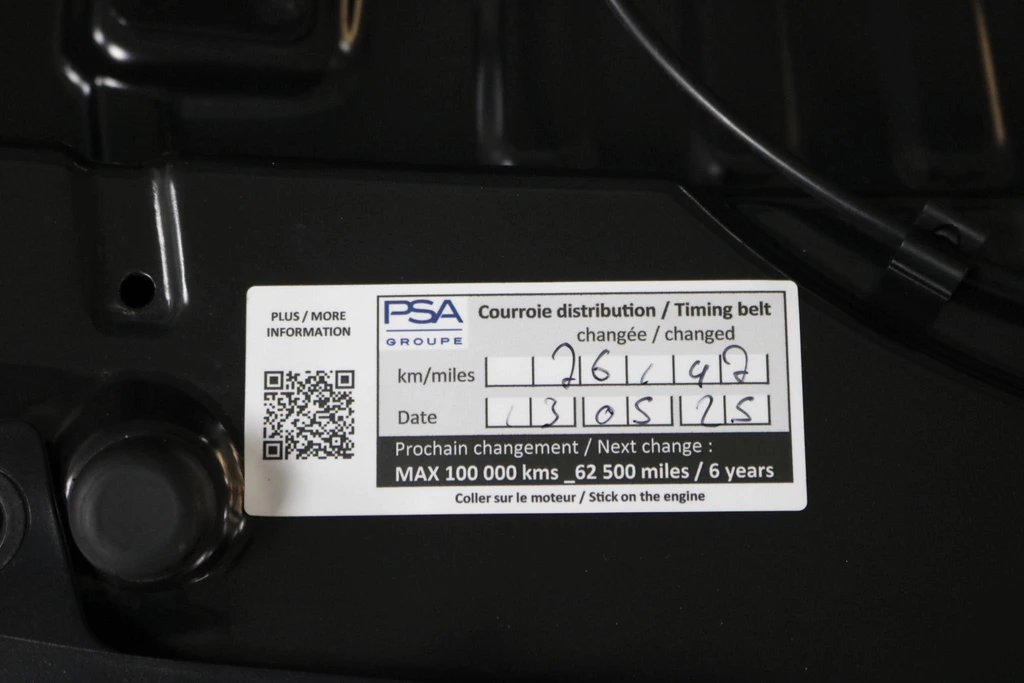 PLUS / MORE
INFORMATION
PSA
GROUPE
Courroie distribution / Timing belt
changée / changed
km/miles
Date 13 05 25
Prochain changement / Next change :
MAX 100 000 kms _62 500 miles / 6 years
Coller sur le moteur / Stick on the engine